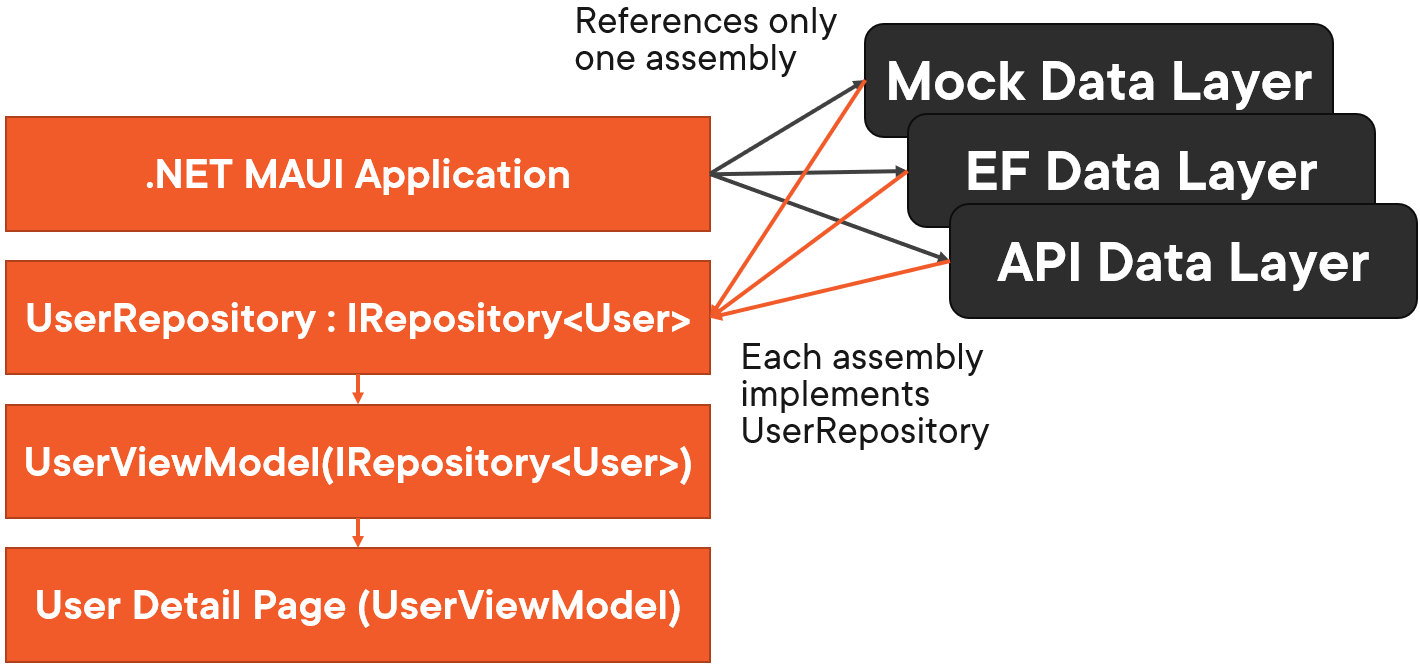 References only
one assembly
Mock Data Layer
.NET MAUI Application
EF Data Layer
API Data Layer
UserRepository : IRepository<User>
Each assembly
implements
UserRepository
UserViewModel(IRepository<User>)
User Detail Page (UserViewModel)